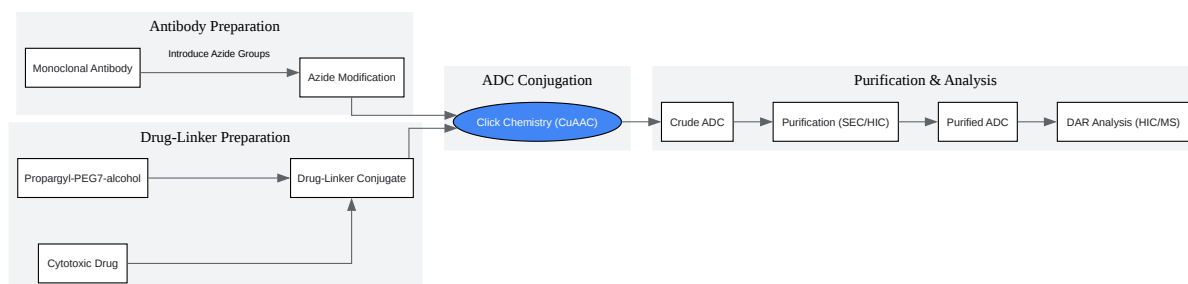 Antibody Preparation
Monoclonal Antibody
Introduce Azide Groups
Azide Modification
Drug-Linker Preparation
Propargyl-PEG7-alcohol
Drug-Linker Conjugate
Cytotoxic Drug
ADC Conjugation
Click Chemistry (CuAAC)
Purification & Analysis
Crude ADC
Purification (SEC/HIC)
Purified ADC
DAR Analysis (HIC/MS)